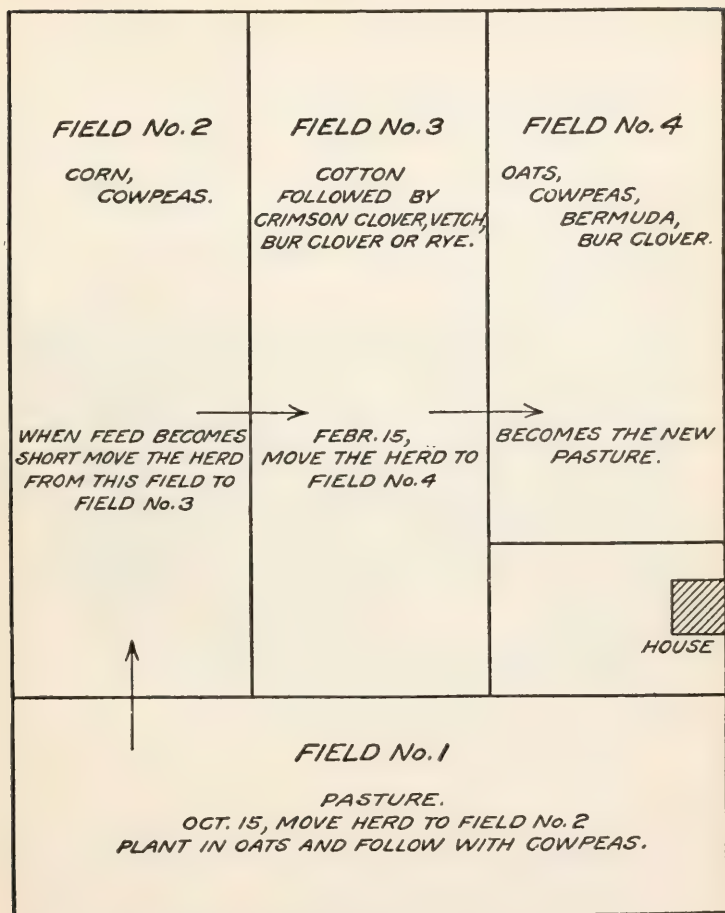 FIELD No. 2
CORN,
COWPEAS.
WHEN FEED BECOMES
SHORT MOVE THE HERD
FROM THIS FIELD TO
FIELD No. 3
FIELD No. 3
COTTON
FOLLOWED BY
CRIMSON CLOVER, VETCH,
BUR CLOVER OR RYE.
FEBR. 15,
MOVE THE HERD TO
FIELD No. 4
FIELD No. 4
OATS,
COWPEAS,
BERMUDA,
BUR CLOVER.
BECOMES THE NEW
PASTURE.
HOUSE
FIELD No. 1
PASTURE.
OCT. 15, MOVE HERD TO FIELD No. 2
PLANT IN OATS AND FOLLOW WITH COWPEAS.